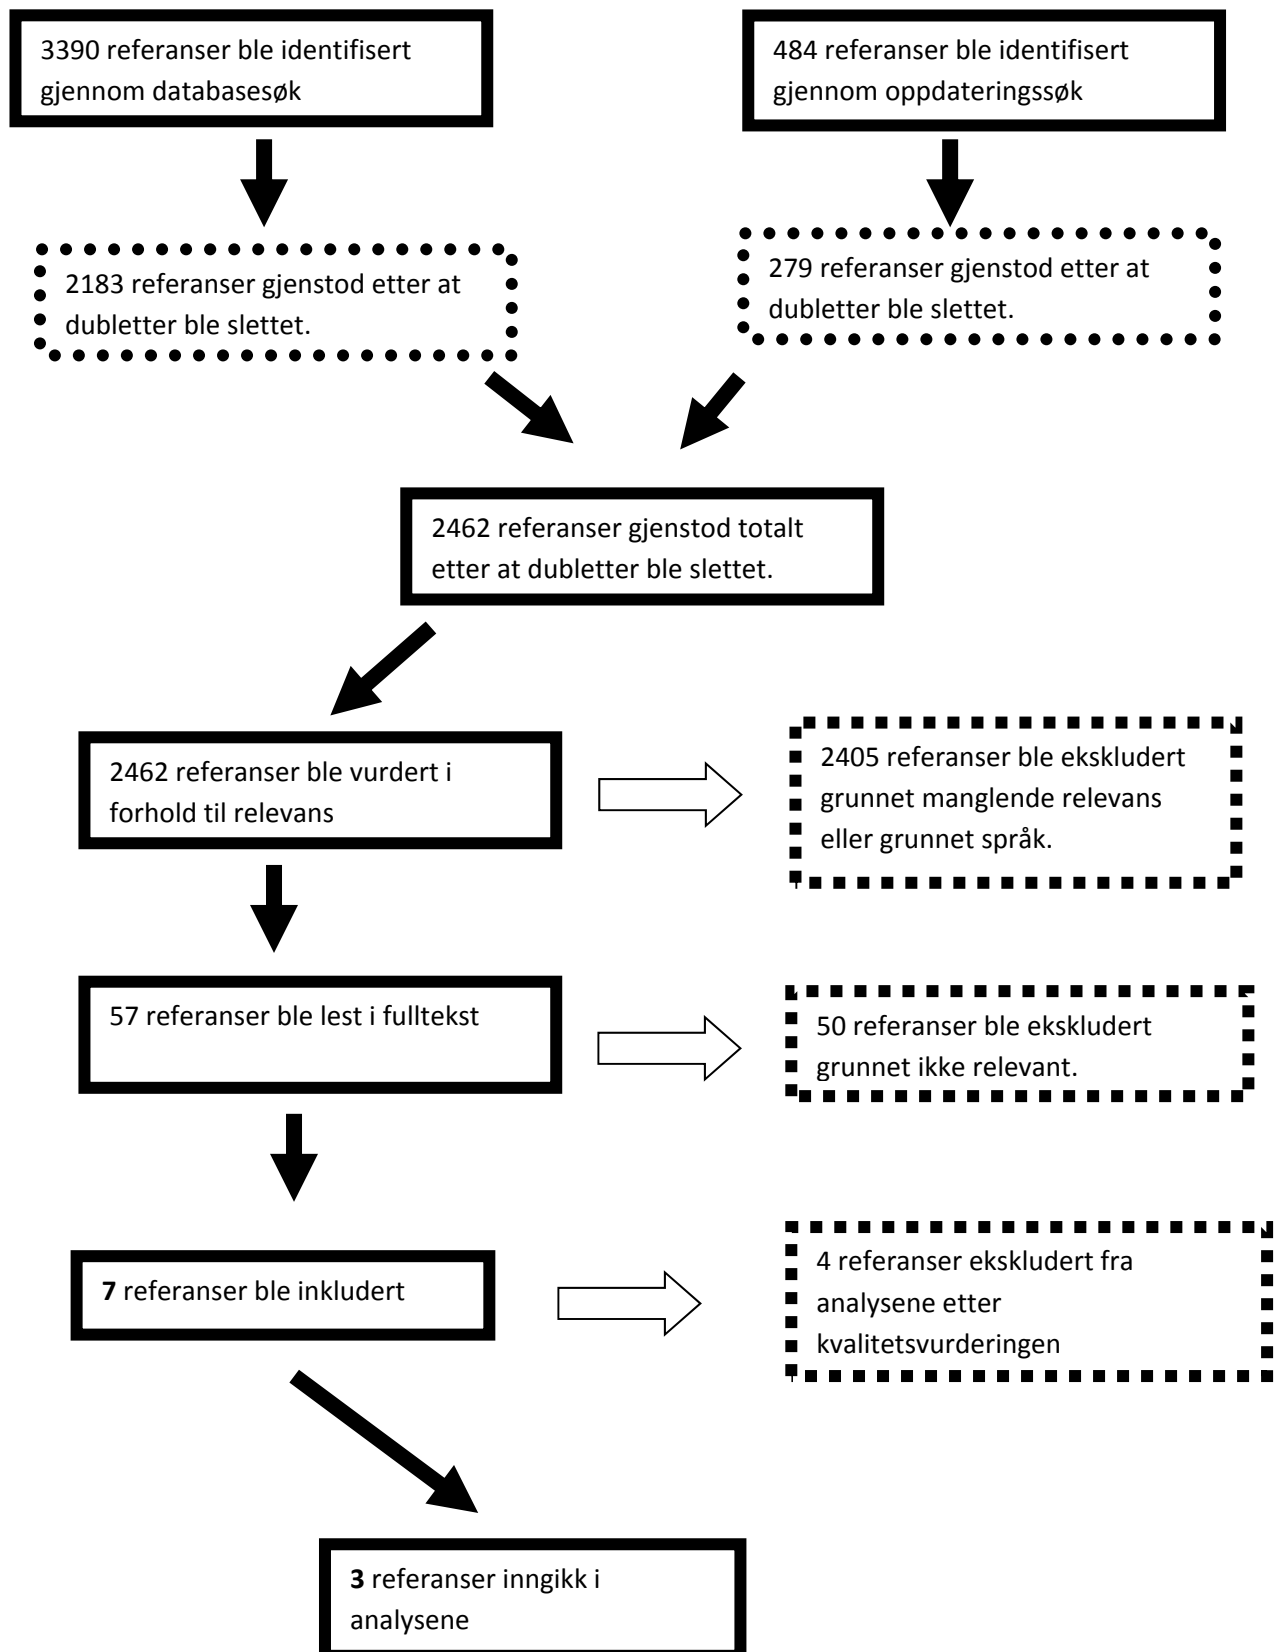 3390 referanser ble identifisert
gjennom databasesøk
484 referanser ble identifisert
gjennom oppdateringssøk
2183 referanser gjenstod etter at
dubletter ble slettet.
279 referanser gjenstod etter at
dubletter ble slettet.
2462 referanser gjenstod totalt
etter at dubletter ble slettet.
2462 referanser ble vurdert i
forhold til relevans
2405 referanser ble ekskludert
grunnet manglende relevans
eller grunnet språk.
57 referanser ble lest i fulltekst
50 referanser ble ekskludert
grunnet ikke relevant.
7 referanser ble inkludert
4 referanser ekskludert fra
analysene etter
kvalitetsvurderingen
3 referanser inngikk i
analysene